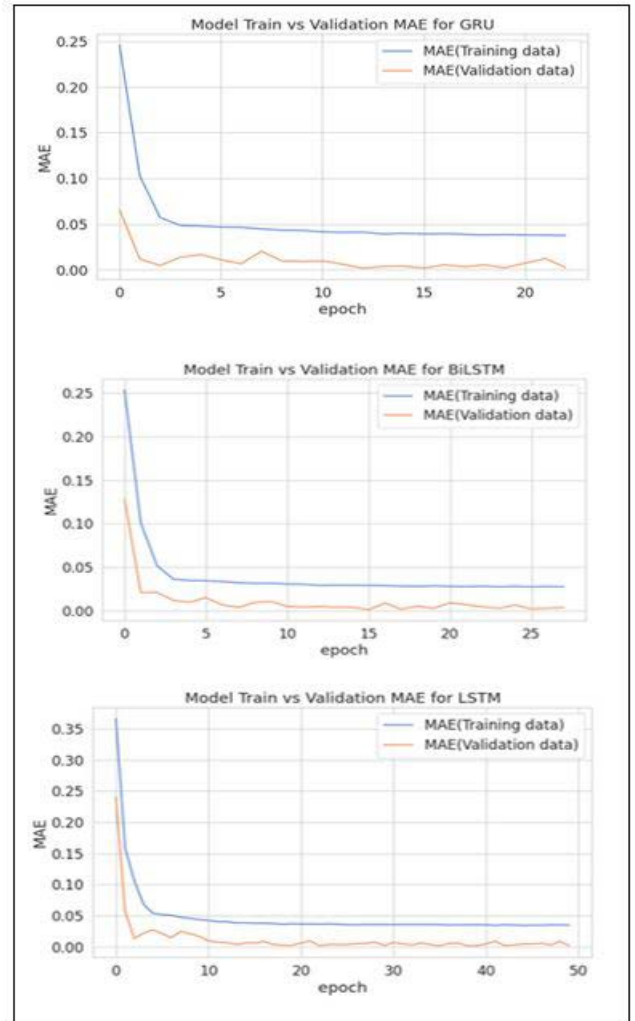 Model Train vs Validation MAE for GRU
0.25
MAE(Training data)
MAE(Validation data)
0.20
0.15
MAE
0.10
0.05
0.00
0 5 10 15 20
epoch
Model Train vs Validation MAE for BiLSTM
0.25
MAE(Training data)
MAE(Validation data)
0.20
0.15
MAE
0.10
0.05
0.00
0 5 10 15 20 25
epoch
Model Train vs Validation MAE for LSTM
0.35
MAE(Training data)
MAE(Validation data)
0.30
0.25
0.20
MAE
0.15
0.10
0.05
0.00
0 10 20 30 40 50
epoch